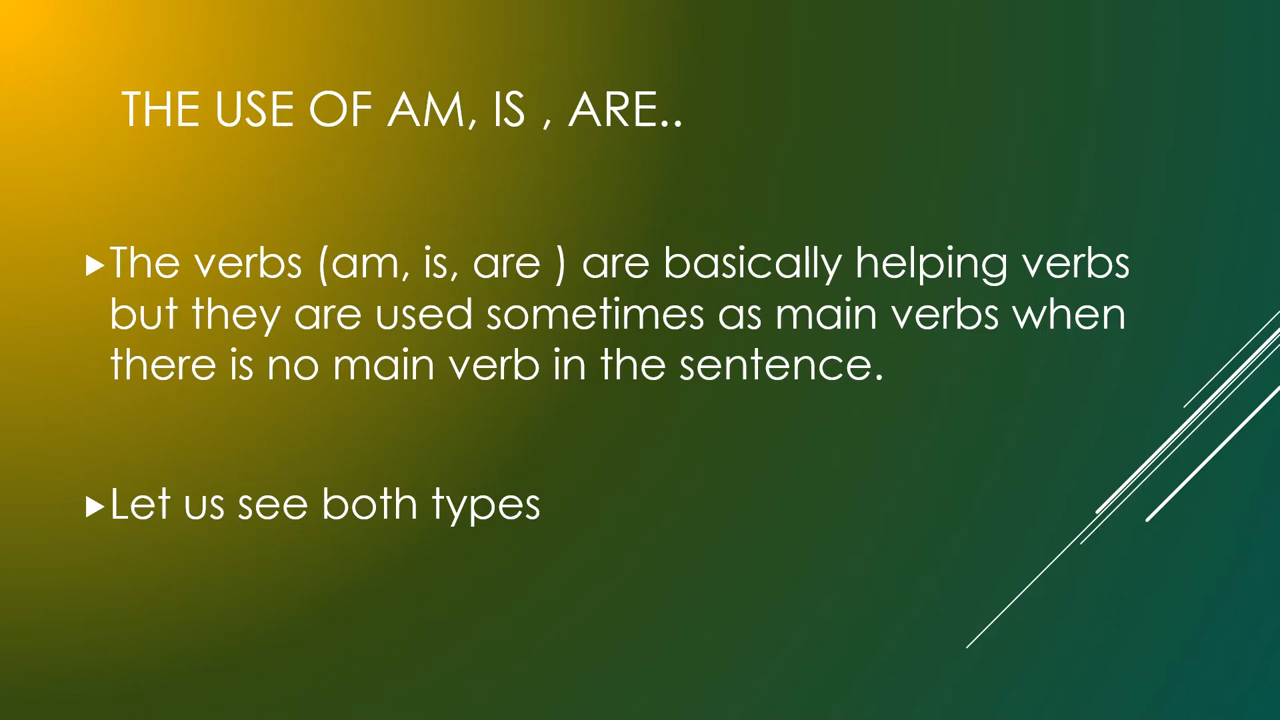 THE USE OF AM, IS , ARE..
The verbs (am, is, are ) are basically helping verbs
but they are used sometimes as main verbs when
there is no main verb in the sentence.
Let us see both types